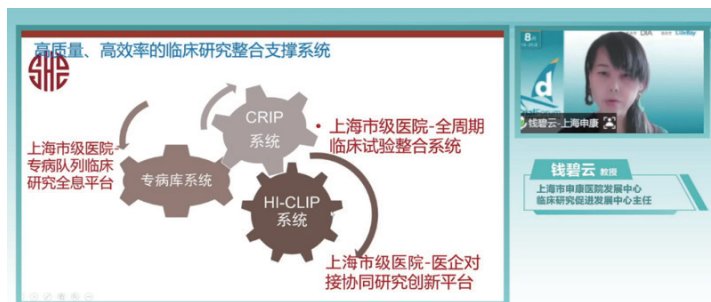 高质量、高效率的临床研究整合支撑系统
CRIP
系统
• 上海市级医院-全周期
临床试验整合系统
上海市级医院-
专病队列临床
研究全息平台
专病库系统
HI-CLIP
系统
上海市级医院-医企对
接协同研究创新平台
DIA
钱碧云-上海申康
钱碧云 教授
上海市申康医院发展中心
临床研究促进发展中心主任